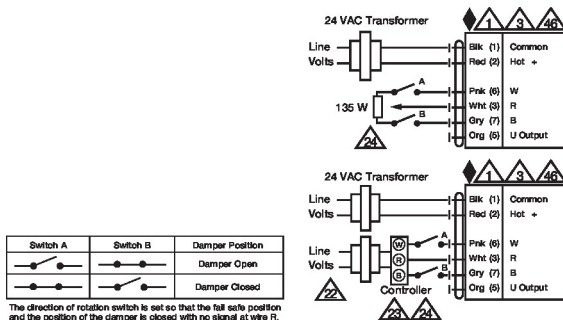 24 VAC Transformer
1 3 46
Line
Volts
Blk (1) Common
Red (2) Hot +
A
Pnk (6) W
135 W
Wht (3) R
B
Gry (7) B
24
Org (5) U Output
24 VAC Transformer
1 3 46
Line
Volts
Blk (1) Common
Red (2) Hot +
A
W
Pnk (6) W
Line
Volts
R
Wht (3) R
B
B
Gry (7) B
Org (5) U Output
22
Controller
23 24
Switch A Switch B Damper Position
Damper Open
Damper Closed
The direction of rotation switch is set so that the fail safe position
and the position of the damper is closed with no signal at wire R.